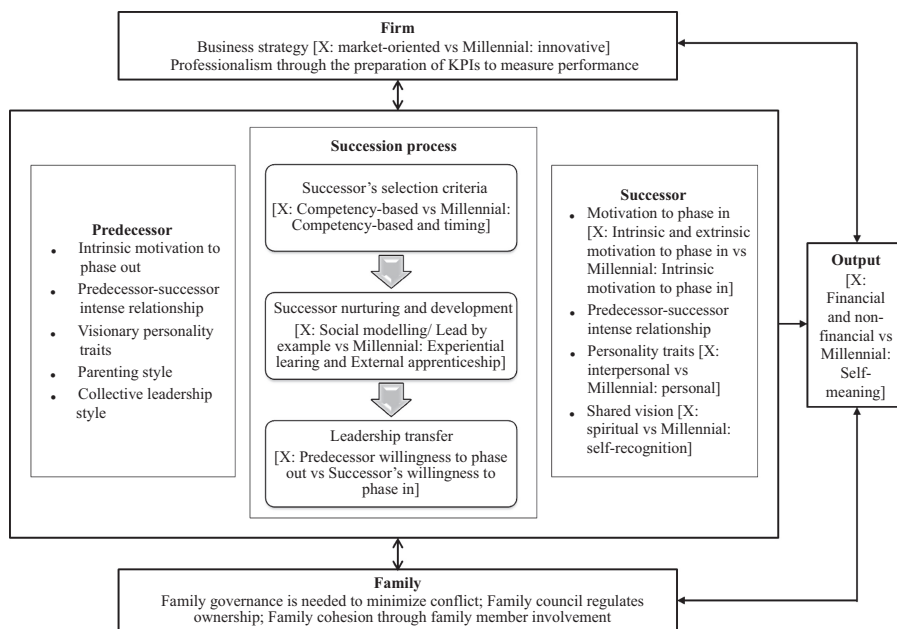 Firm
Business strategy [X: market-oriented vs Millennial: innovative]
Professionalism through the preparation of KPIs to measure performance
Predecessor
• Intrinsic motivation to
phase out
• Predecessor-successor
intense relationship
• Visionary personality
traits
• Parenting style
• Collective leadership
style
Succession process
Successor's selection criteria
[X: Competency-based vs Millennial:
Competency-based and timing]
Successor nurturing and development
[X: Social modelling/ Lead by
example vs Millennial: Experiential
learing and External apprenticeship]
Leadership transfer
[X: Predecessor willingness to phase
out vs Successor's willingness to
phase in]
Successor
• Motivation to phase in
[X: Intrinsic and extrinsic
motivation to phase in vs
Millennial: Intrinsic
motivation to phase in]
• Predecessor-successor
intense relationship
• Personality traits [X:
interpersonal vs
Millennial: personal]
• Shared vision [X:
spiritual vs Millennial:
self-recognition]
Output
[X:
Financial
and non-
financial vs
Millennial:
Self-
meaning]
Family
Family governance is needed to minimize conflict; Family council regulates
ownership; Family cohesion through family member involvement